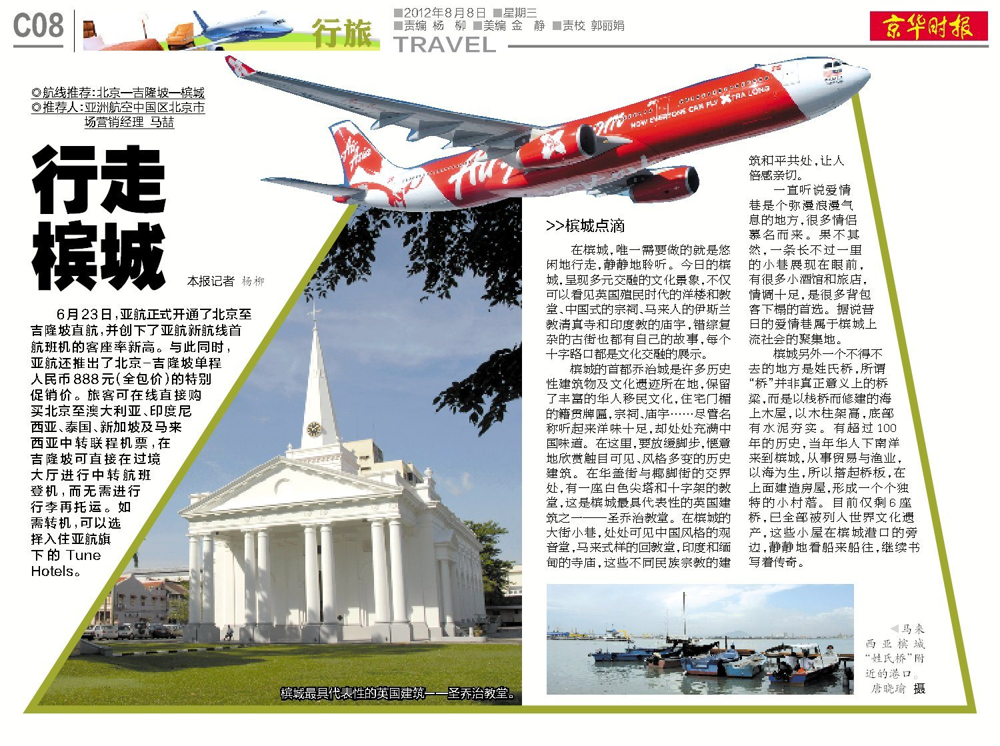 C08
行旅
■2012年8月8日 ■星期三
■责编 杨 柳 ■美编 金 静 ■责校 郭丽娟
TRAVEL
京华时报
◎航线推荐:北京—吉隆坡—槟城
◎推荐人:亚洲航空中国区北京市
场营销经理 马喆
行走
槟城
本报记者 杨柳
6月23日,亚航正式开通了北京至
吉隆坡直航,并创下了亚航新航线首
航班机的客座率新高。与此同时,
亚航还推出了北京-吉隆坡单程
人民币888元(全包价)的特别
促销价。旅客可在线直接购
买北京至澳大利亚、印度尼
西亚、泰国、新加坡及马来
西亚中转联程机票,在
吉隆坡可直接在过境
大厅进行中转航班
登机,而无需进行
行李再托运。如
需转机,可以选
择入住亚航旗
下的 Tune
Hotels。
NOW EVERYONE CAN FLY XTRA LONG
Air Asia
>>槟城点滴
在槟城,唯一需要做的就是悠
闲地行走,静静地聆听。今日的槟
城,呈现多元交融的文化景象,不仅
可以看见英国殖民时代的洋楼和教
堂、中国式的宗祠、马来人的伊斯兰
教清真寺和印度教的庙宇,错综复
杂的古街也都有自己的故事,每个
十字路口都是文化交融的展示。
槟城的首都乔治城是许多历史
性建筑物及文化遗迹所在地,保留
了丰富的华人移民文化,住宅门楣
的籍贯牌匾,宗祠、庙宇……尽管名
称听起来洋味十足,却处处充满中
国味道。在这里,要放缓脚步,惬意
地欣赏触目可见、风格多变的历史
建筑。在华盖街与椰脚街的交界
处,有一座白色尖塔和十字架的教
堂,这是槟城最具代表性的英国建
筑之一——圣乔治教堂。在槟城的
大街小巷,处处可见中国风格的观
音堂,马来式样的回教堂,印度和缅
甸的寺庙,这些不同民族宗教的建
筑和平共处,让人
倍感亲切。
一直听说爱情
巷是个弥漫浪漫气
息的地方,很多情侣
慕名而来。果不其
然,一条长不过一里
的小巷展现在眼前,
有很多小酒馆和旅店,
情调十足,是很多背包
客下榻的首选。据说昔
日的爱情巷属于槟城上
流社会的聚集地。
槟城另外一个不得不
去的地方是姓氏桥,所谓
“桥”并非真正意义上的桥
梁,而是以栈桥而修建的海
上木屋,以木柱架高,底部
有水泥夯实。有超过100
年的历史,当年华人下南洋
来到槟城,从事贸易与渔业,
以海为生,所以搭起桥板,在
上面建造房屋,形成一个个独
特的小村落。目前仅剩6座
桥,已全部被列入世界文化遗
产,这些小屋在槟城港口的旁
边,静静地看船来船往,继续书
写着传奇。
槟城最具代表性的英国建筑——圣乔治教堂。
◀马来
西亚槟城
“姓氏桥”附
近的港口。
唐晓瑜 摄